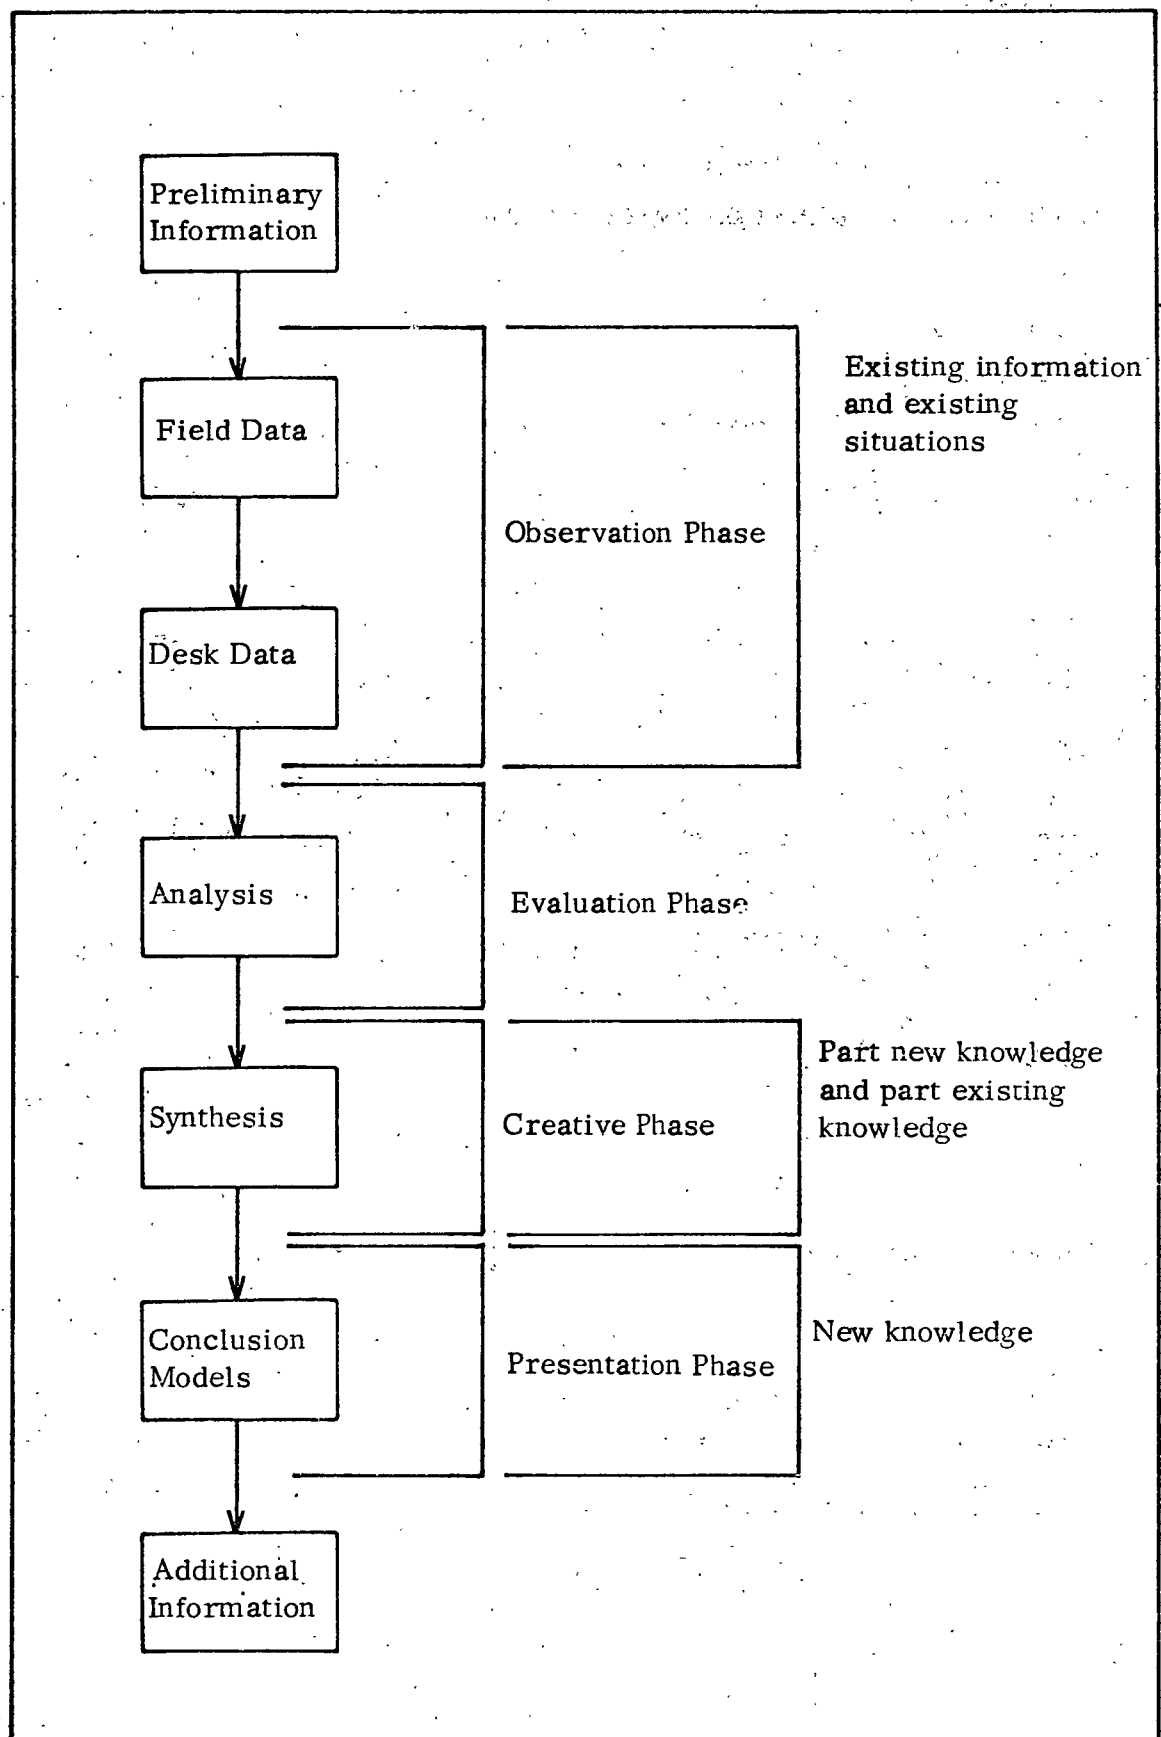 Preliminary
Information
Field Data
Desk Data
Analysis
Synthesis
Conclusion
Models
Additional
Information
Observation Phase
Evaluation Phase
Creative Phase
Presentation Phase
Existing information
and existing
situations
Part new knowledge
and part existing
knowledge
New knowledge